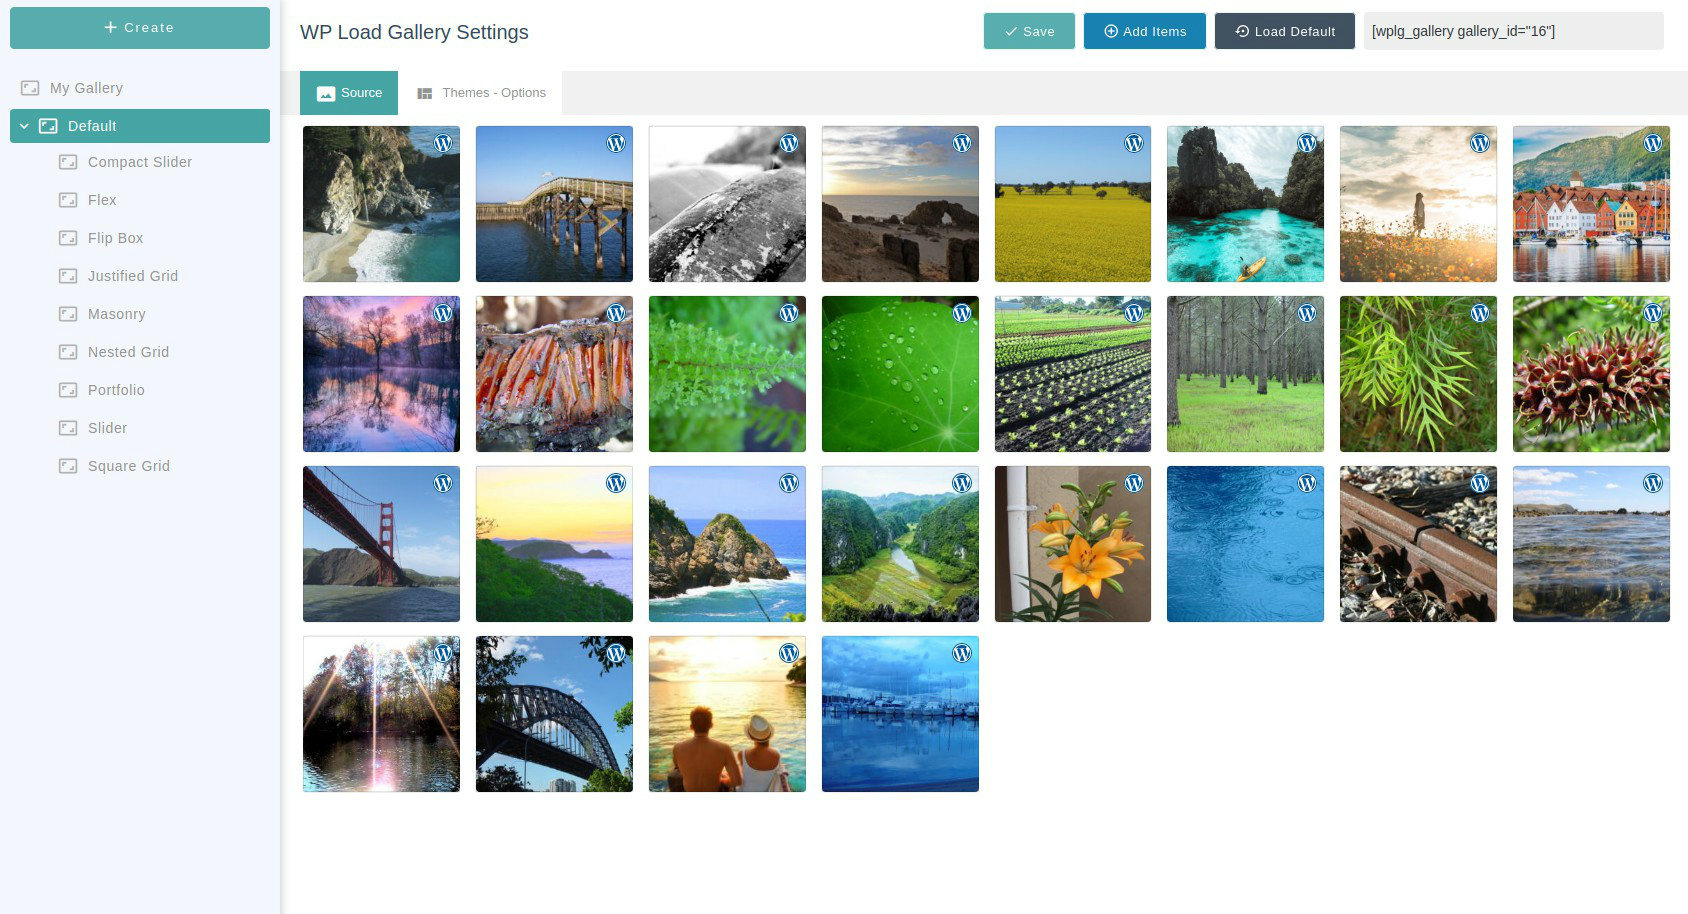 Create
WP Load Gallery Settings
Save
Add Items
Load Default
[wplg_gallery gallery_id="16"]
My Gallery
Default
Compact Slider
Flex
Flip Box
Justified Grid
Masonry
Nested Grid
Portfolio
Slider
Square Grid
Source
Themes - Options